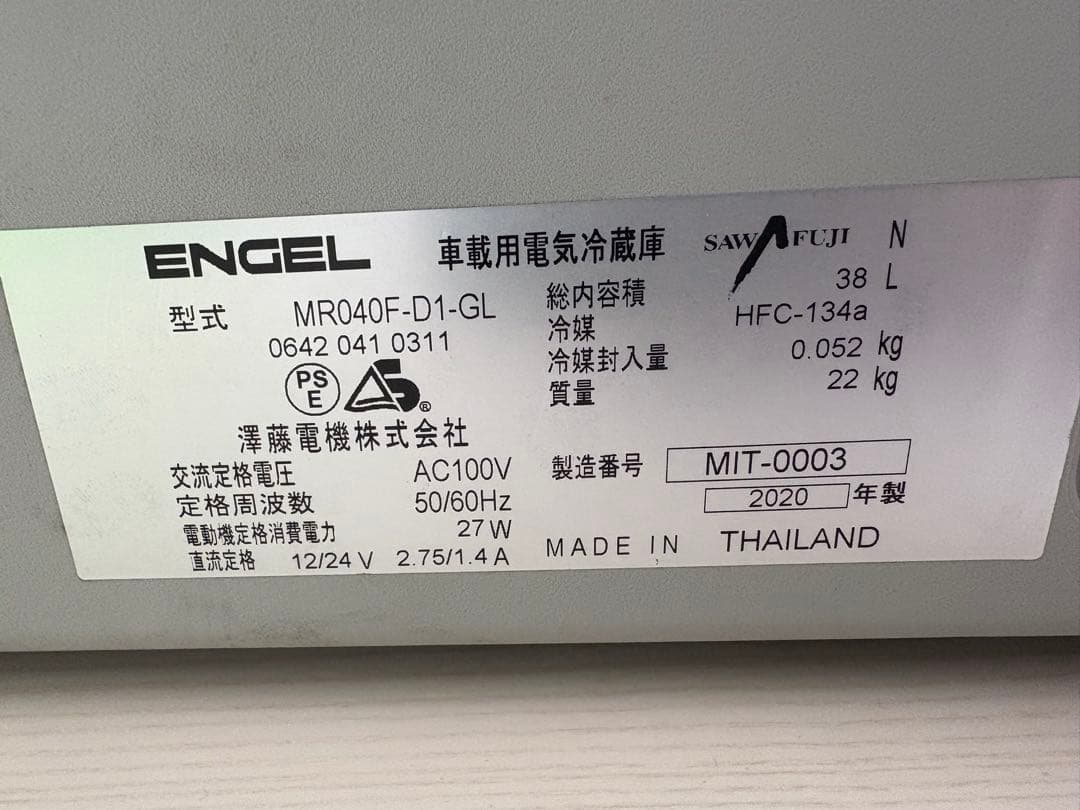 ENGEL 車載用電気冷蔵庫 SAWAFUJI N
型式 MR040F-D1-GL
0642 041 0311
PS
E
S ®
澤藤電機株式会社
交流定格電圧 AC100V
定格周波数 50/60Hz
電動機定格消費電力 27W
直流定格 12/24 V 2.75/1.4 A
総内容積 38 L
冷媒 HFC-134a
冷媒封入量 0.052 kg
質量 22 kg
製造番号 MIT-0003
2020 年製
MADE IN THAILAND